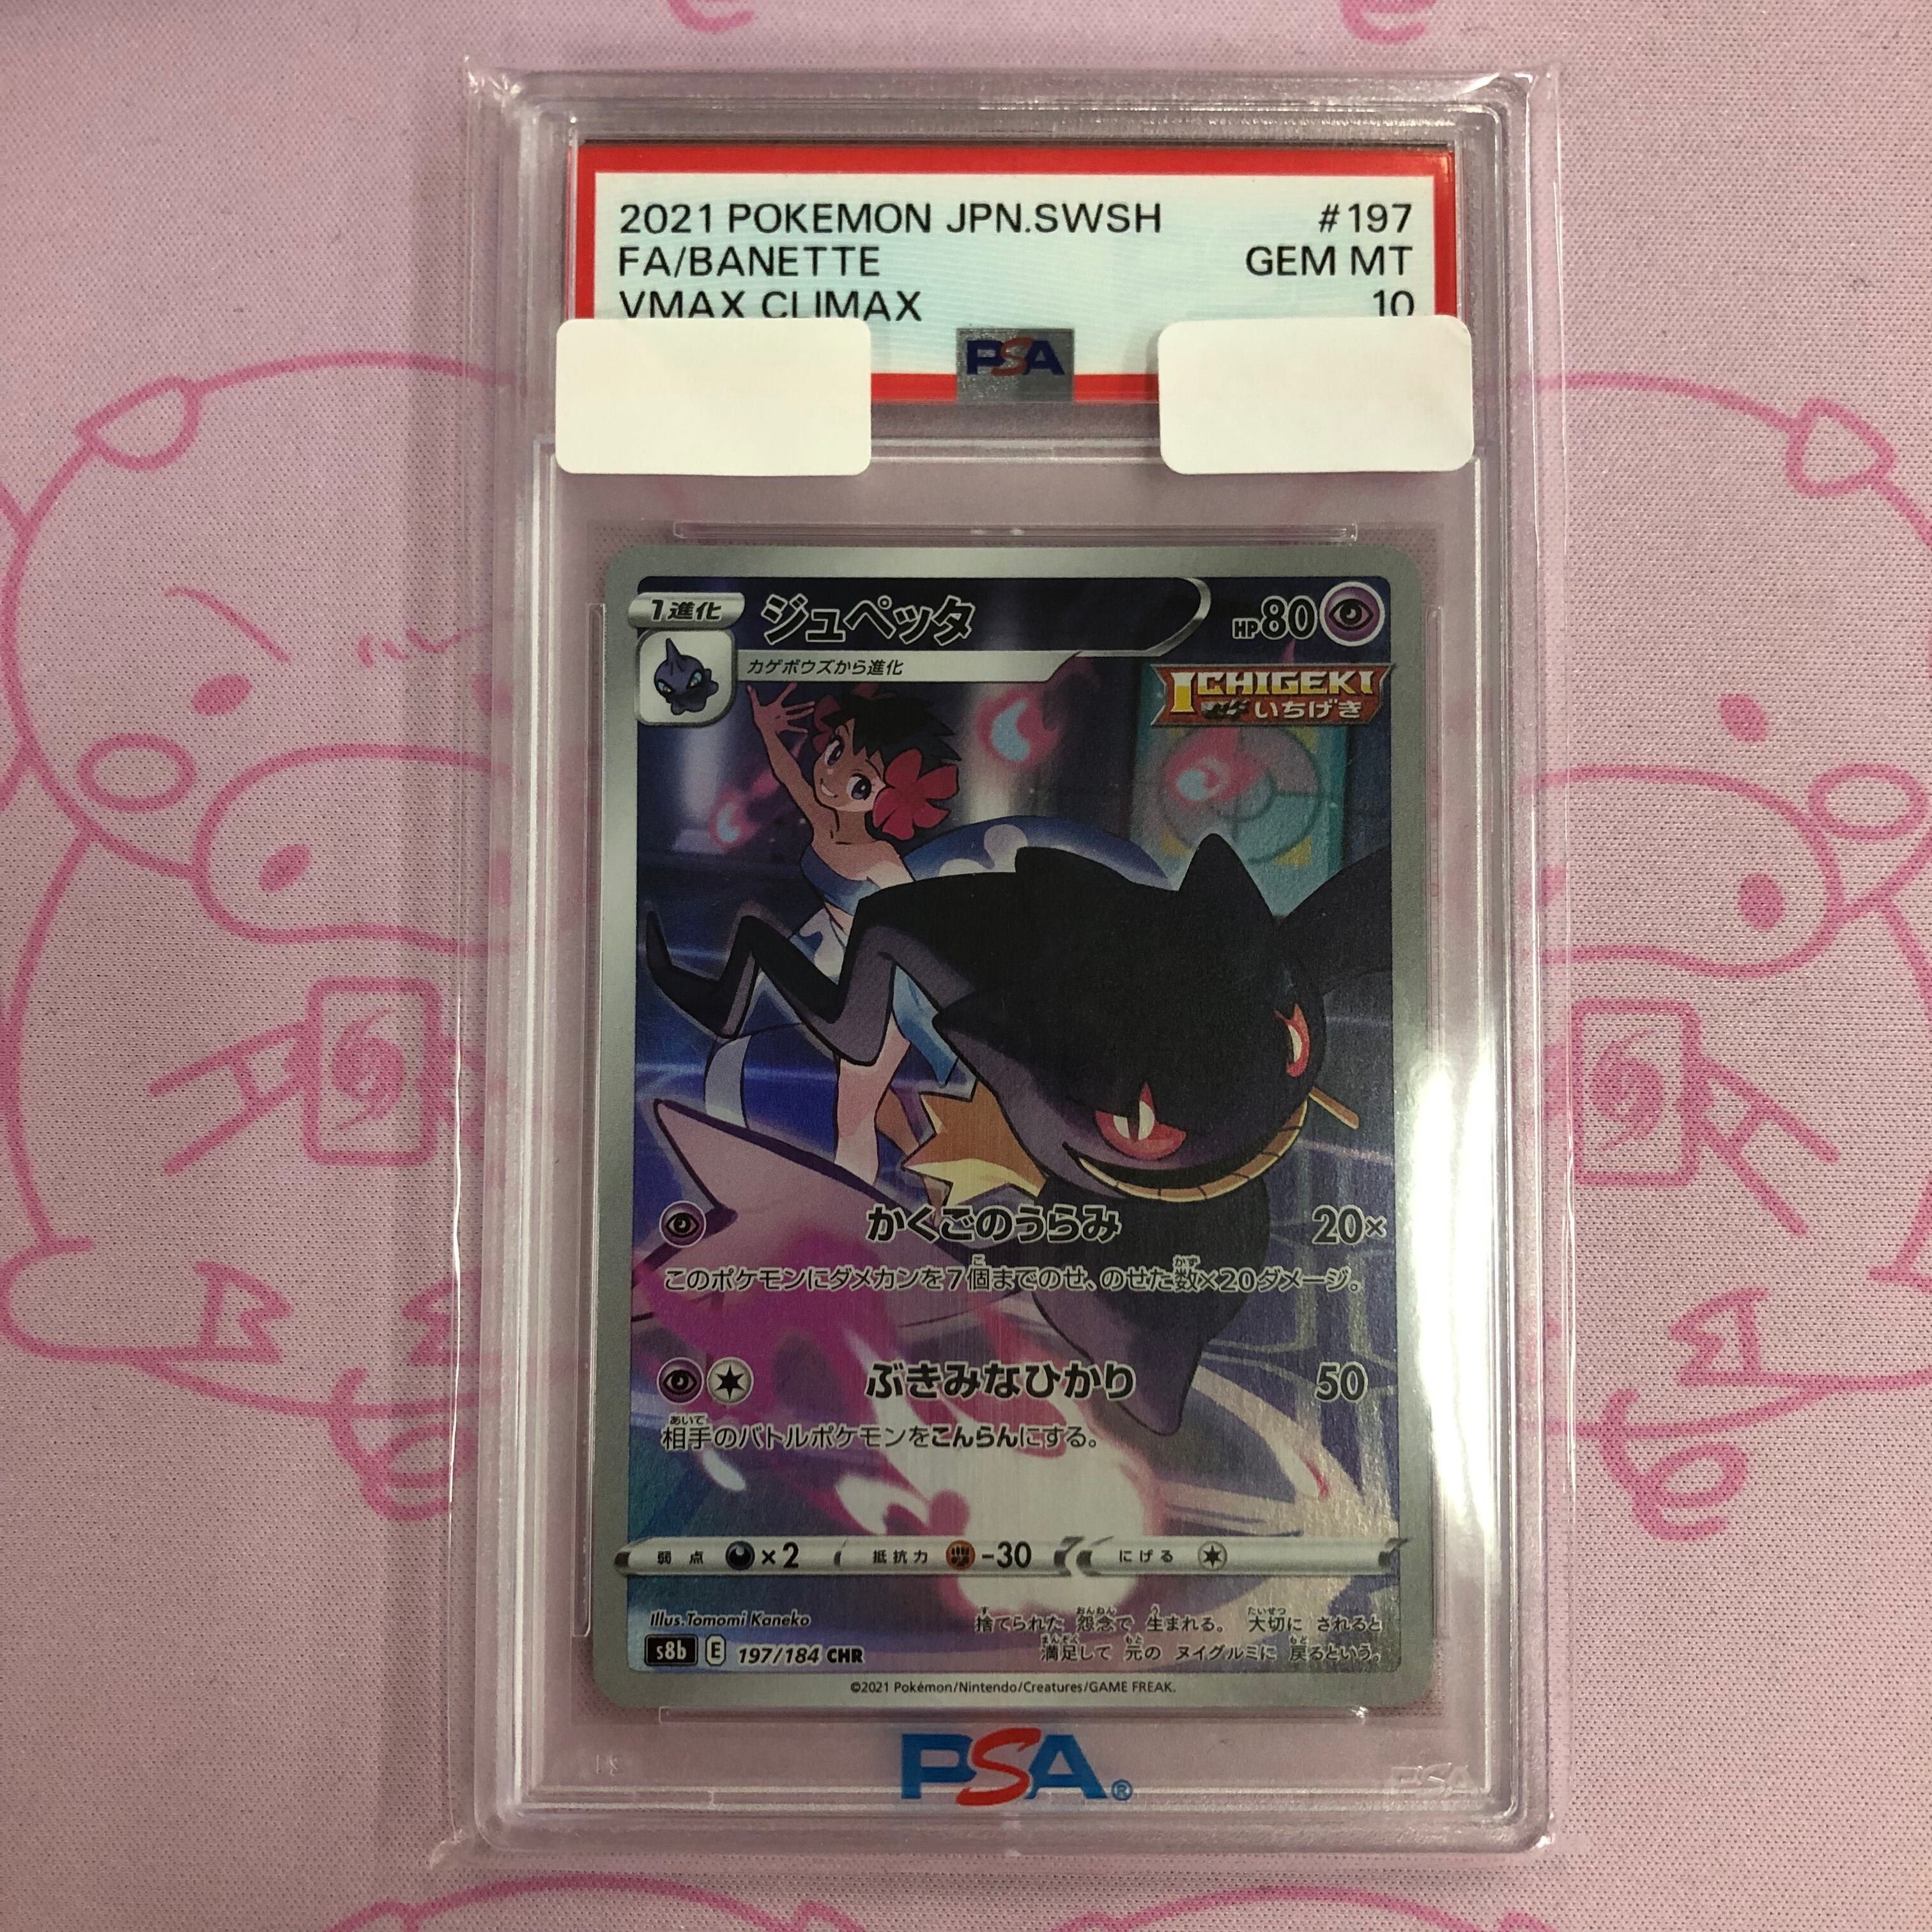 2021 POKEMON JPN.SWSH #197
FA/BANETTE GEM MT
VMAX CLIMAX 10
PSA
1進化 ジュペッタ HP80
カゲボウズから進化
ICHIGEKI
いちげき
かくごのうらみ 20×
このポケモンにダメカンを7個までのせ、のせた数×20ダメージ。
ぶきみなひかり 50
相手のバトルポケモンをこんらんにする。
弱点 ×2 抵抗力 -30 にげる
Illus.Tomomi Kaneko
捨てられた 怨念で 生まれる。 大切に されると
満足して 元の ヌイグルミに 戻るという。
s8b E 197/184 CHR
©2021 Pokémon/Nintendo/Creatures/GAME FREAK.
PSA®
PSA